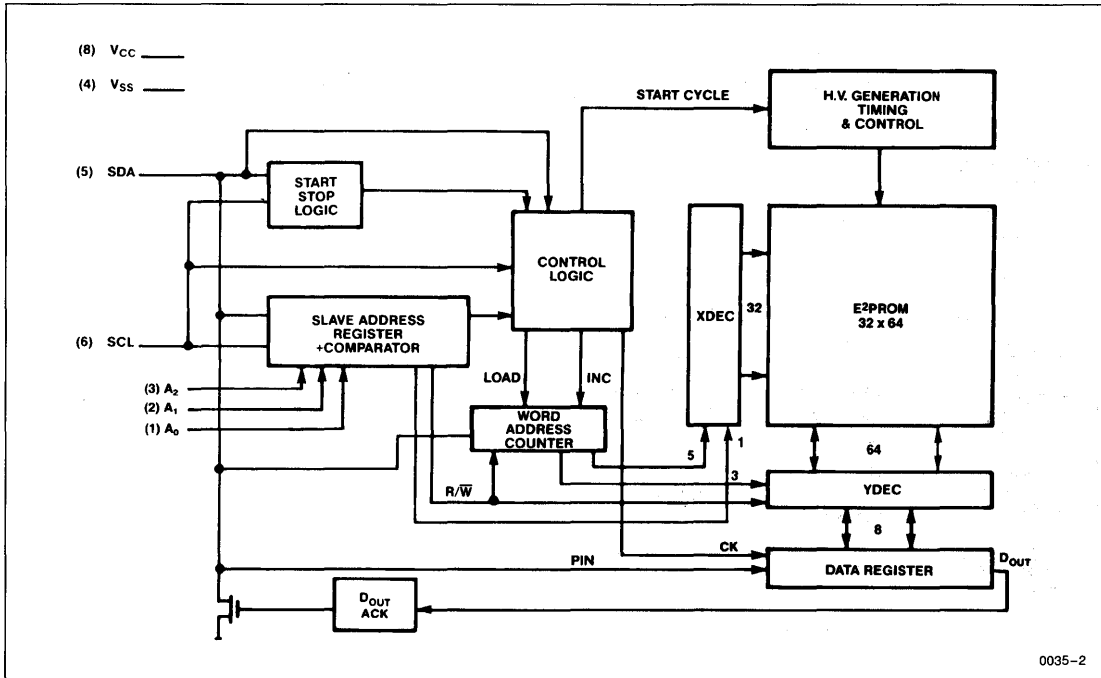 (8) VCC
(4) VSS
START CYCLE
H.V. GENERATION
TIMING
& CONTROL
(5) SDA
START
STOP
LOGIC
CONTROL
LOGIC
XDEC
32
E²PROM
32 x 64
SLAVE ADDRESS
REGISTER
+COMPARATOR
(6) SCL
(3) A₂
(2) A₁
(1) A₀
LOAD
INC
WORD
ADDRESS
COUNTER
5
1
64
3
YDEC
R/W̅
8
CK
PIN
DATA REGISTER
DOUT
DOUT
ACK
0035–2